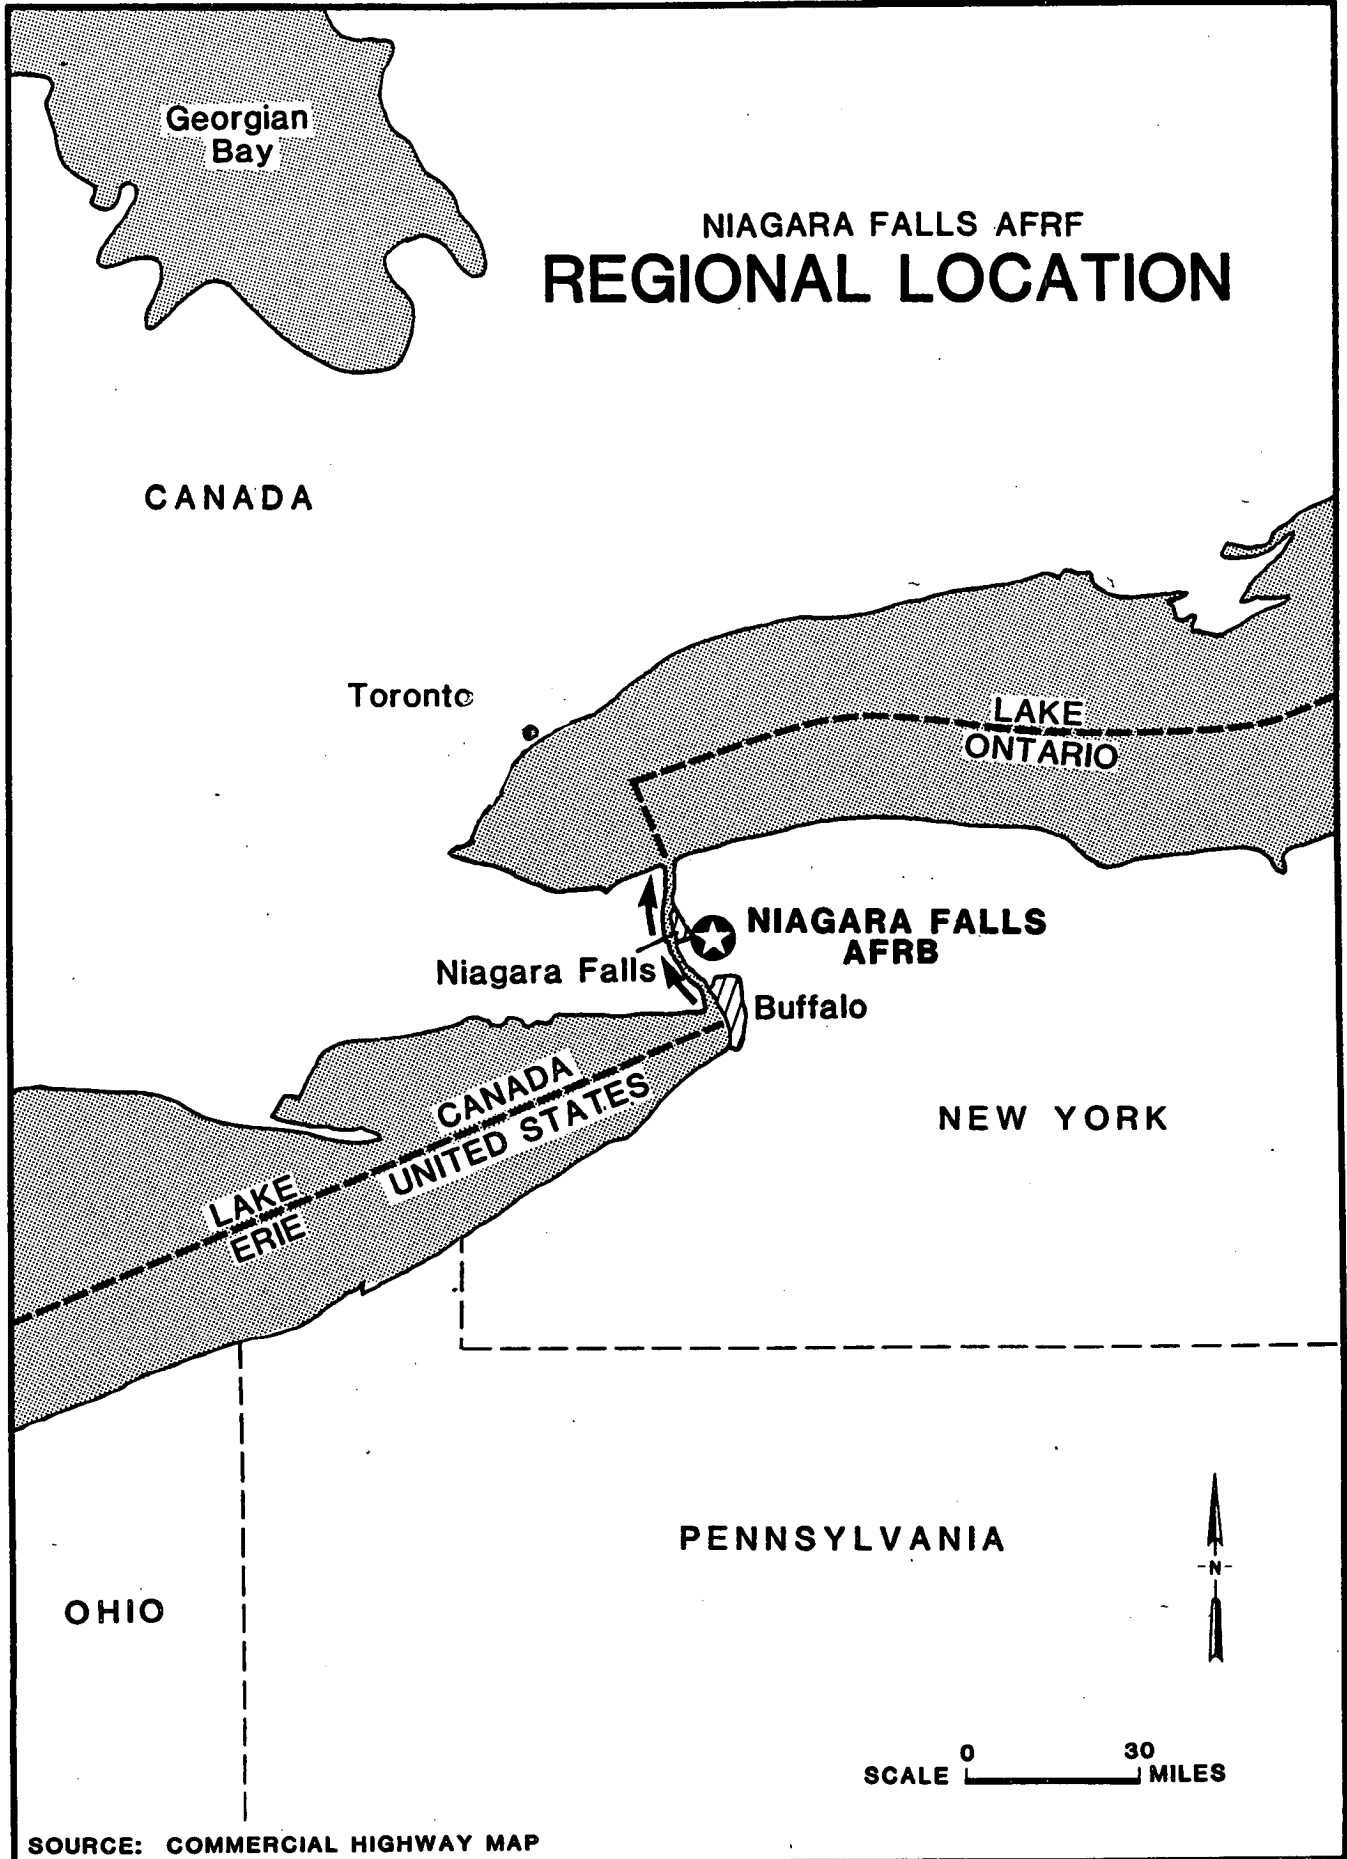 Georgian
Bay
NIAGARA FALLS AFRF
REGIONAL LOCATION
CANADA
Toronto
LAKE
ONTARIO
NIAGARA FALLS
AFRB
Niagara Falls
Buffalo
CANADA
UNITED STATES
NEW YORK
LAKE
ERIE
PENNSYLVANIA
-N-
OHIO
0 30
SCALE MILES
SOURCE: COMMERCIAL HIGHWAY MAP